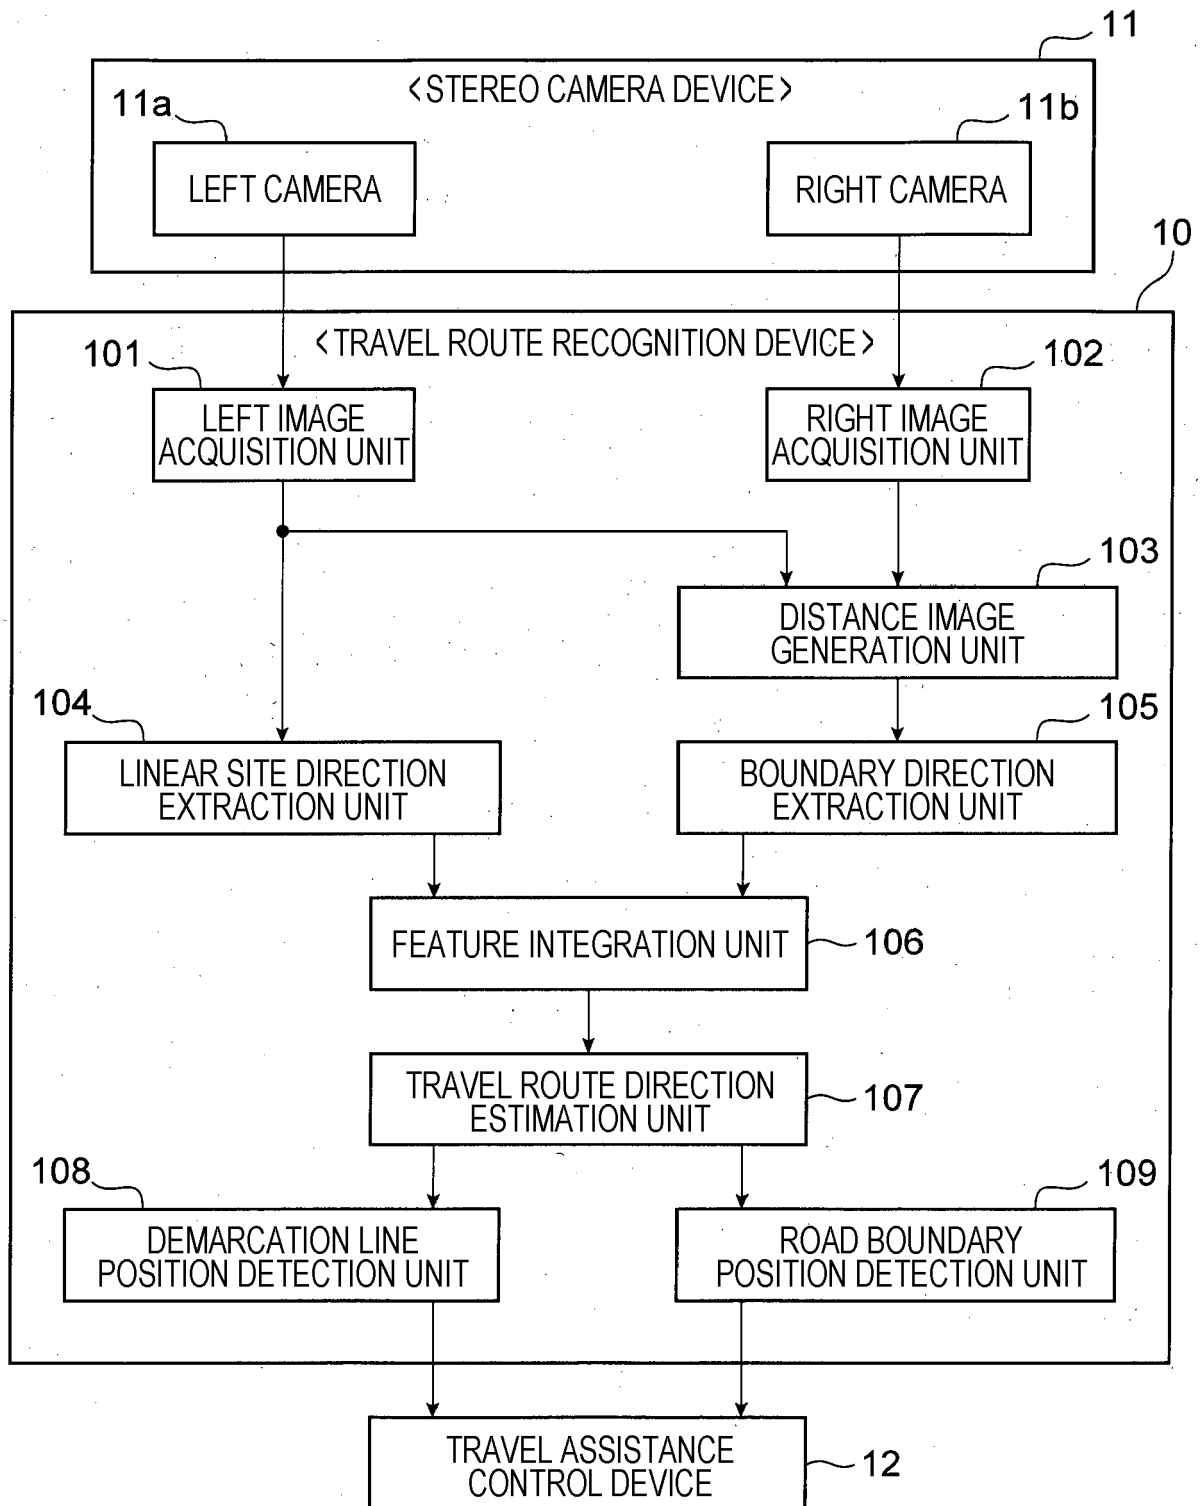 11
<STEREO CAMERA DEVICE>
11a
11b
LEFT CAMERA
RIGHT CAMERA
10
<TRAVEL ROUTE RECOGNITION DEVICE>
101
102
LEFT IMAGE
ACQUISITION UNIT
RIGHT IMAGE
ACQUISITION UNIT
103
DISTANCE IMAGE
GENERATION UNIT
104
105
LINEAR SITE DIRECTION
EXTRACTION UNIT
BOUNDARY DIRECTION
EXTRACTION UNIT
FEATURE INTEGRATION UNIT
106
TRAVEL ROUTE DIRECTION
ESTIMATION UNIT
107
108
109
DEMARCATION LINE
POSITION DETECTION UNIT
ROAD BOUNDARY
POSITION DETECTION UNIT
TRAVEL ASSISTANCE
CONTROL DEVICE
12